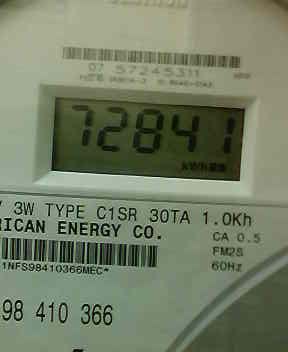 07 57245311
72841
kWh
V 3W TYPE C1SR 30TA 1.0Kh
RICAN ENERGY CO.
CA 0.5
FM2S
60Hz
1NFS98410366MEC*
98 410 366